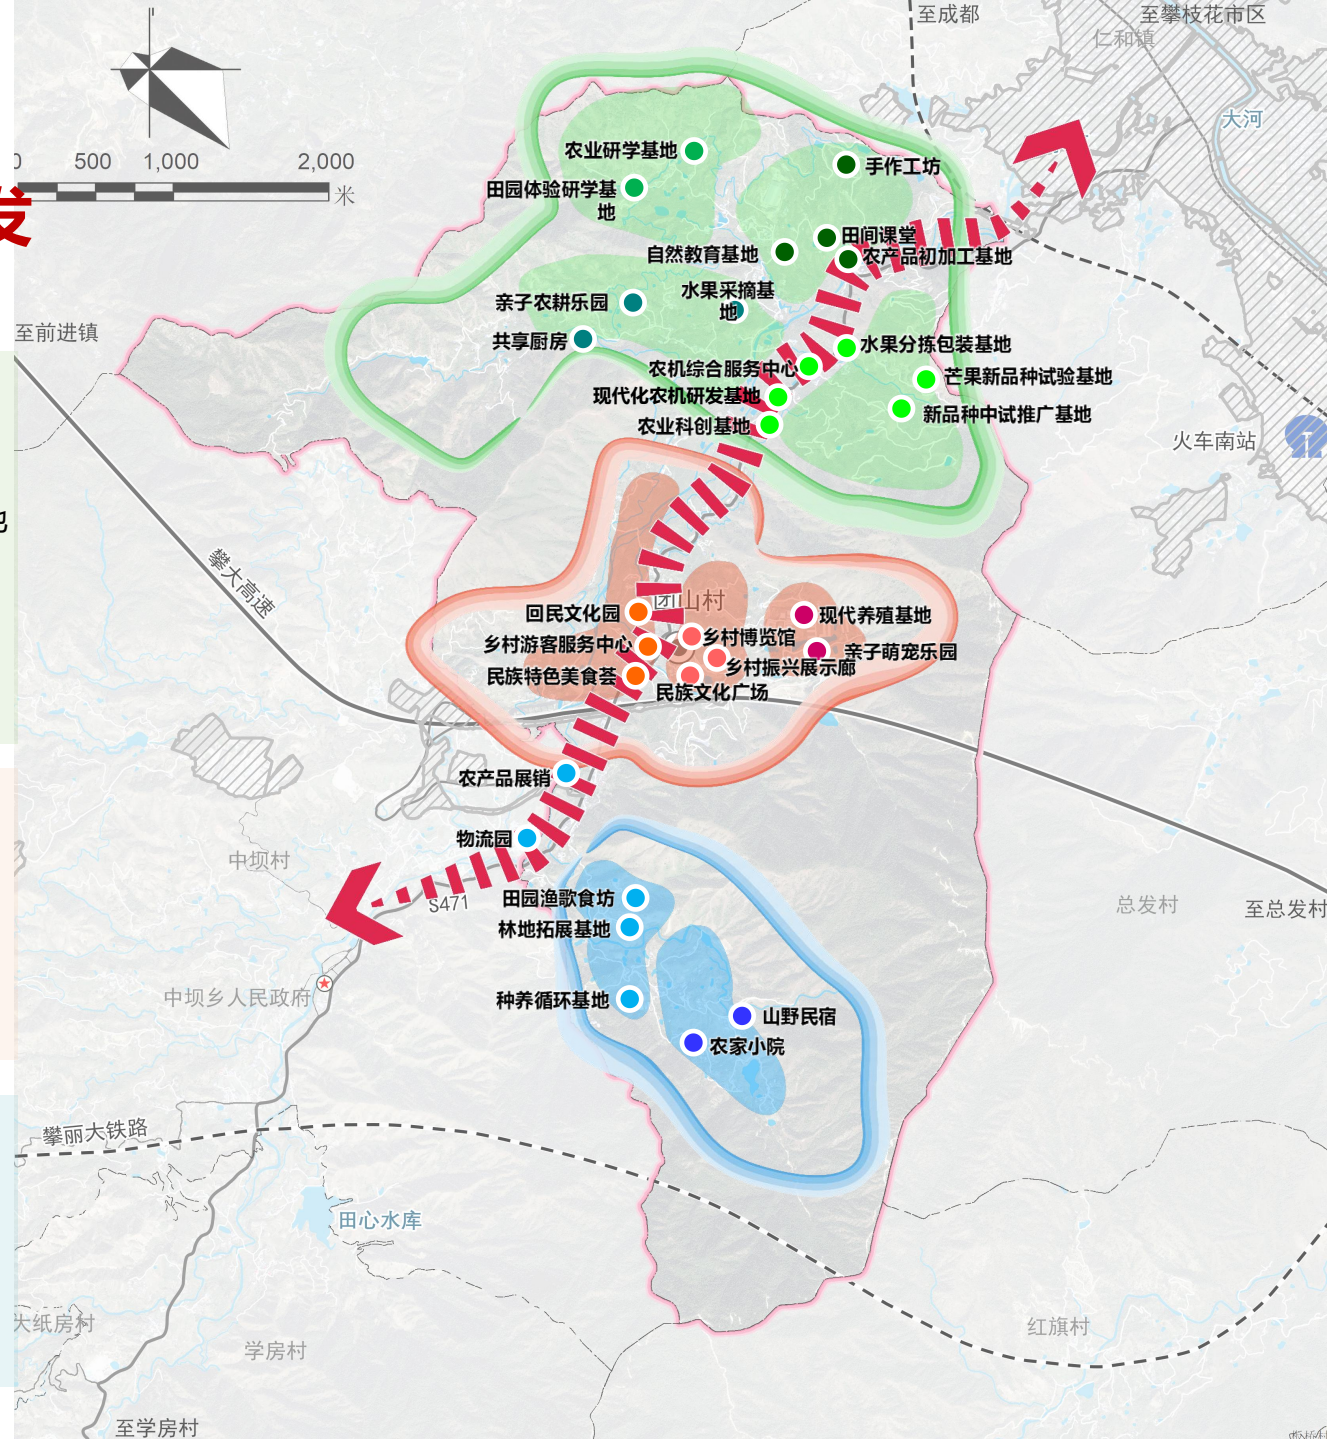 至成都
至攀枝花市区
仁和镇
大河
0 500 1,000 2,000
米
发
农业研学基地
手作工坊
田园体验研学基
地
田间课堂
自然教育基地
农产品初加工基地
水果采摘基
地
亲子农耕乐园
至前进镇
共享厨房
水果分拣包装基地
农机综合服务中心
芒果新品种试验基地
现代化农机研发基地
新品种中试推广基地
农业科创基地
火车南站
地
攀大高速
团山村
回民文化园
现代养殖基地
乡村博览馆
乡村游客服务中心
亲子萌宠乐园
乡村振兴展示廊
民族特色美食荟
民族文化广场
农产品展销
物流园
中坝村
S471
田园渔歌食坊
总发村
至总发村
林地拓展基地
中坝乡人民政府
种养循环基地
山野民宿
农家小院
攀丽大铁路
田心水库
大纸房村
红旗村
学房村
至学房村